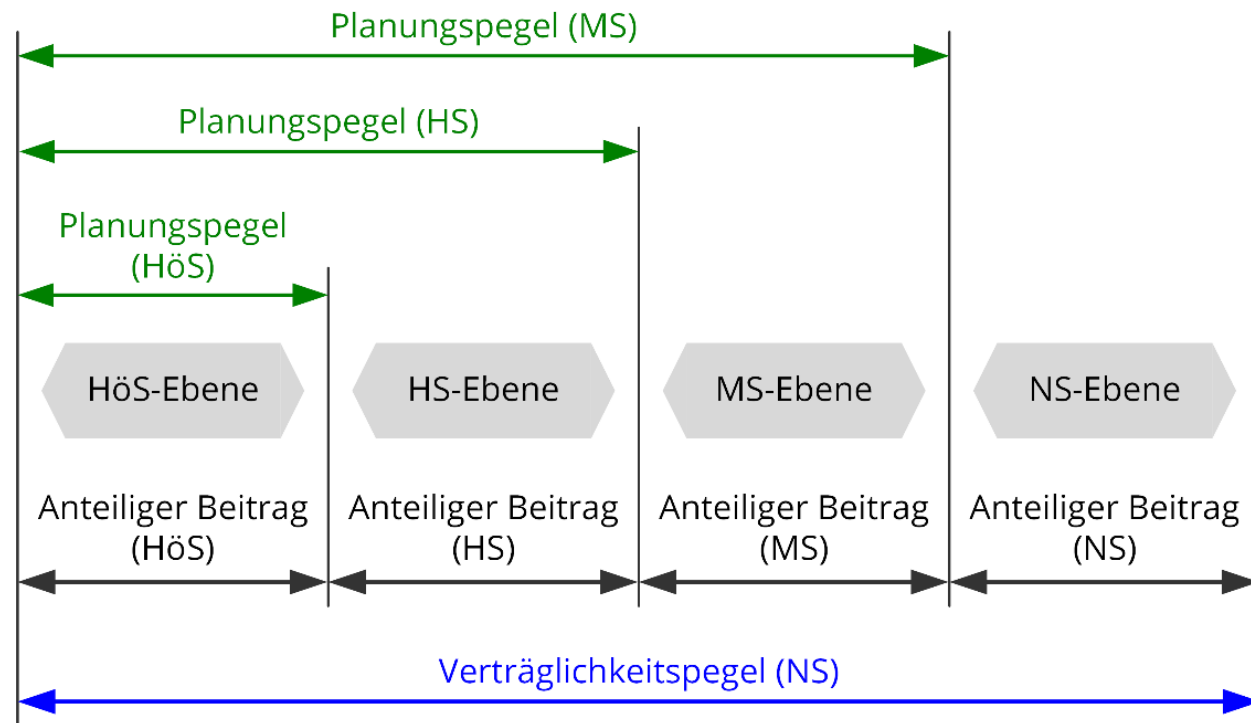 Planungspegel (MS)
Planungspegel (HS)
Planungspegel
(HöS)
HöS-Ebene
HS-Ebene
MS-Ebene
NS-Ebene
Anteiliger Beitrag
(HöS)
Anteiliger Beitrag
(HS)
Anteiliger Beitrag
(MS)
Anteiliger Beitrag
(NS)
Verträglichkeitspegel (NS)